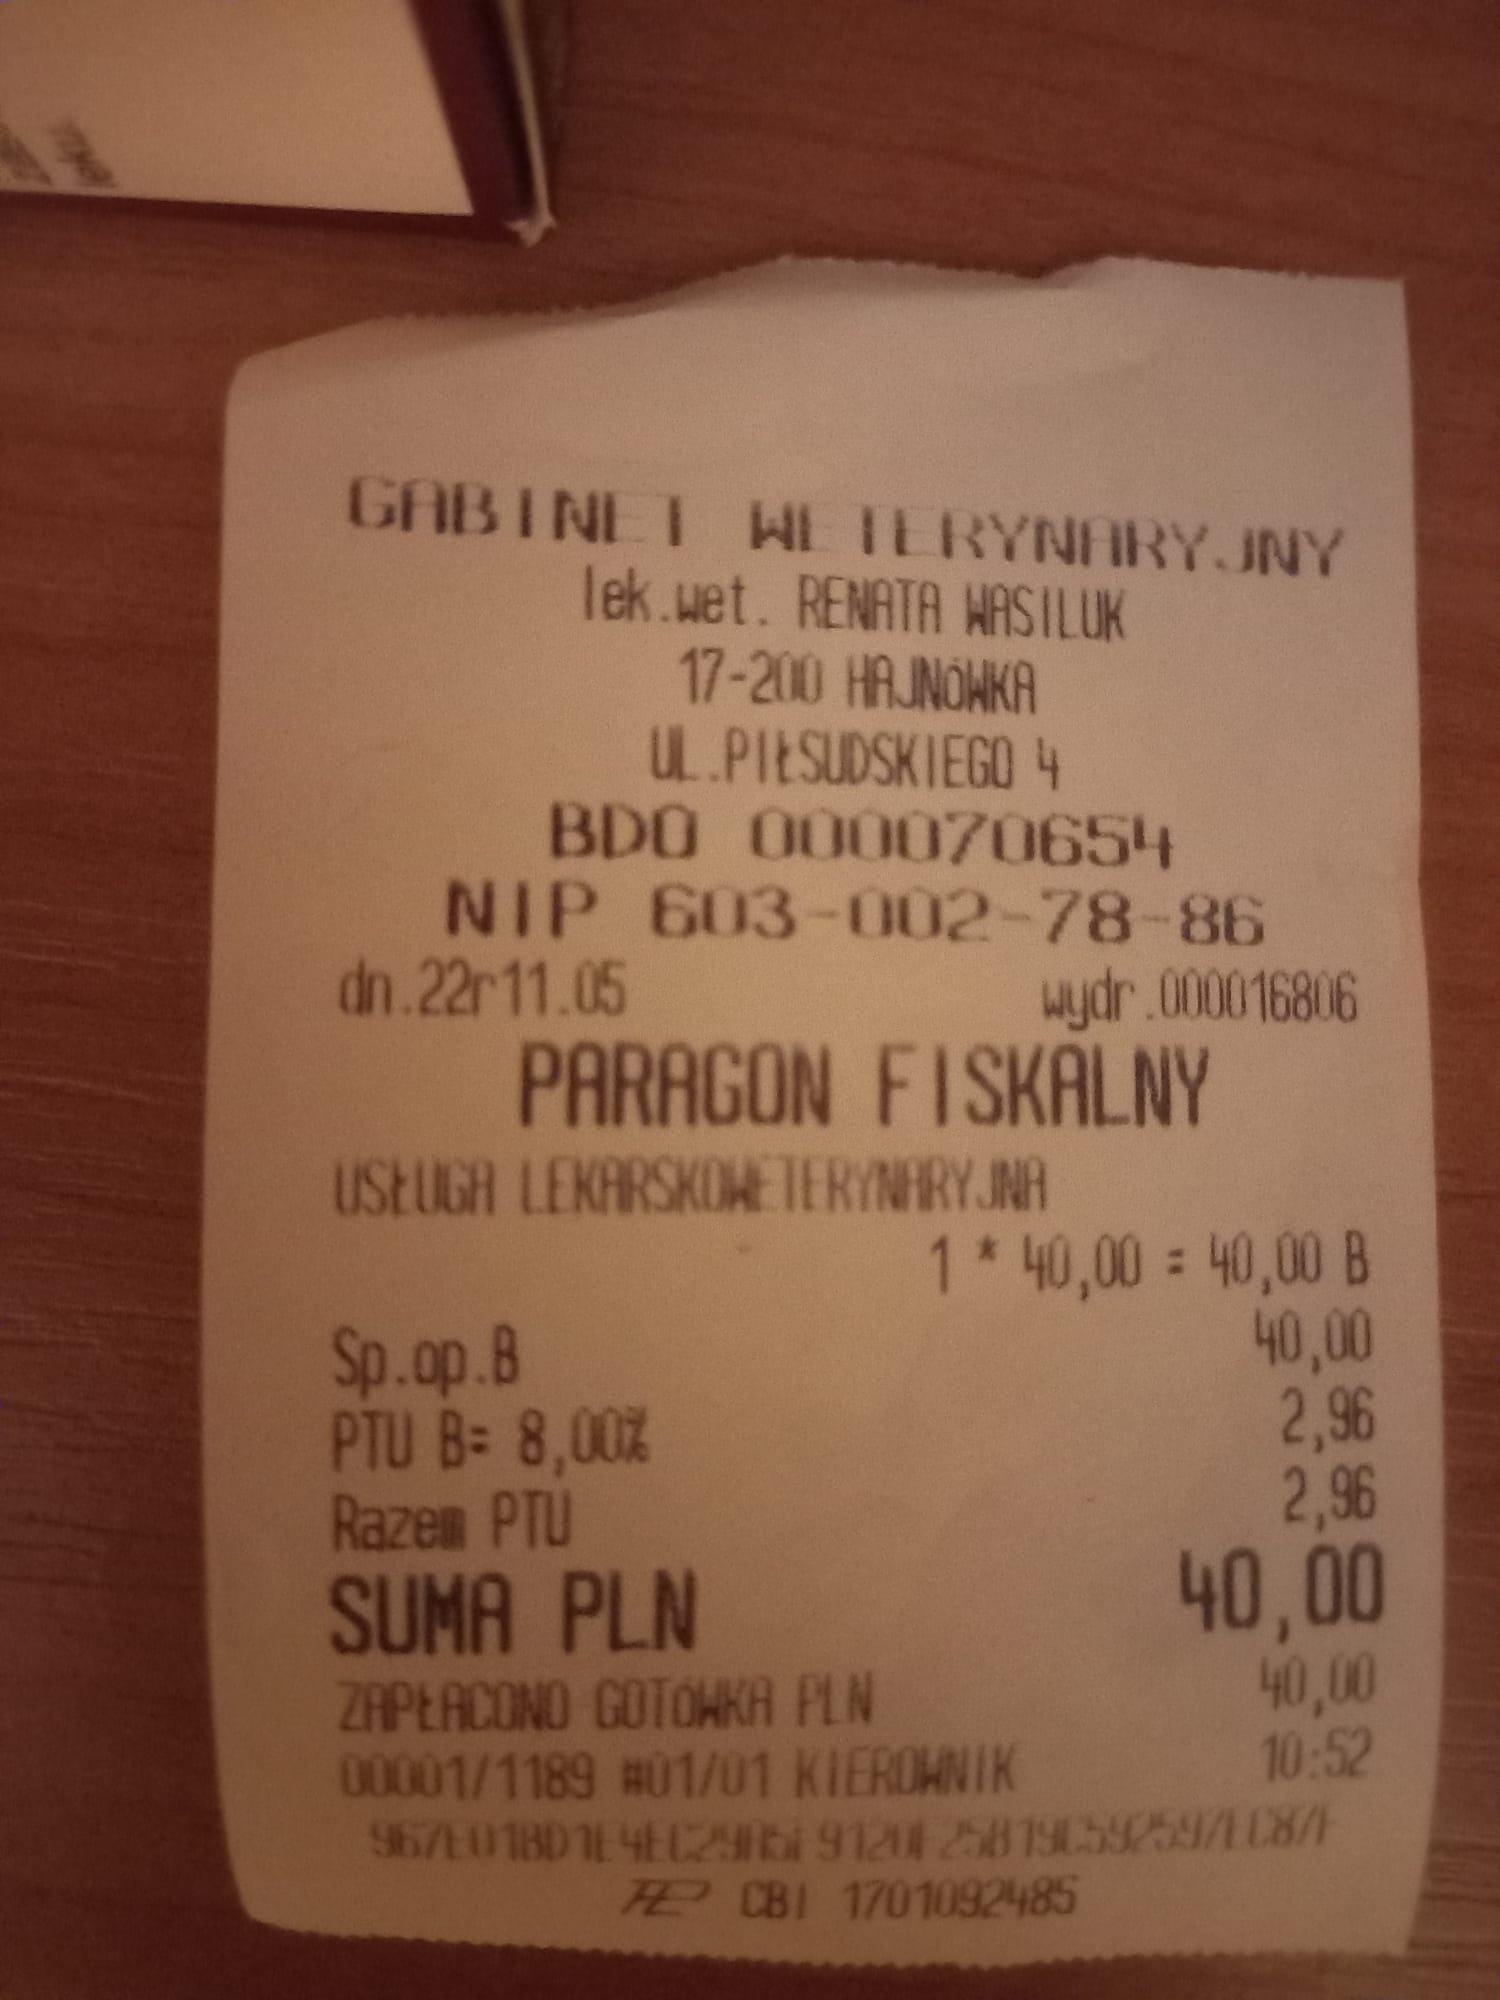 leku.
GABINET WETERYNARYJNY
lek.wet. RENATA WASILUK
17-200 HAJNÓWKA
UL.PIŁSUDSKIEGO 4
BDO 000070654
NIP 603-002-78-86
dn.22r11.05 wydr.000016806
PARAGON FISKALNY
USŁUGA LEKARSKOWETERYNARYJNA
1 * 40,00 = 40,00 B
Sp.op.B 40,00
PTU B= 8,00% 2,96
Razem PTU 2,96
SUMA PLN 40,00
ZAPŁACONO GOTÓWKA PLN 40,00
00001/1189 #01/01 KIEROWNIK 10:52
CBI 1701092485